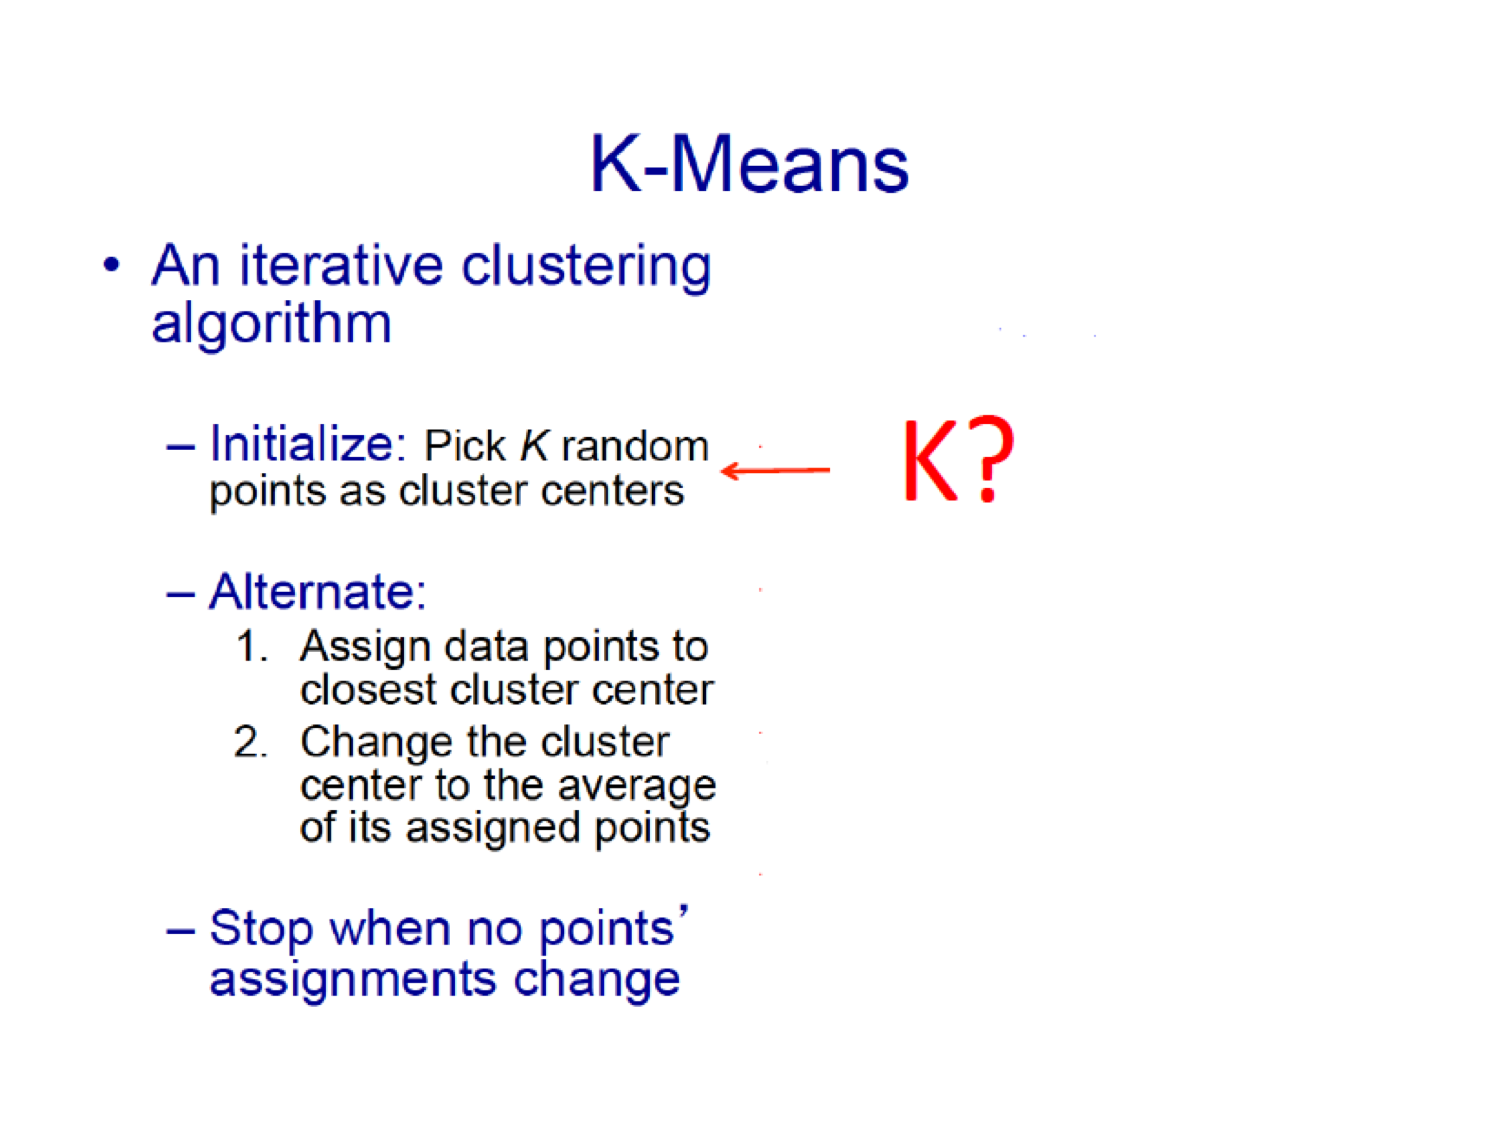 K-Means
• An iterative clustering
algorithm
– Initialize: Pick K random
points as cluster centers
K?
– Alternate:
1. Assign data points to
closest cluster center
2. Change the cluster
center to the average
of its assigned points
– Stop when no points’
assignments change